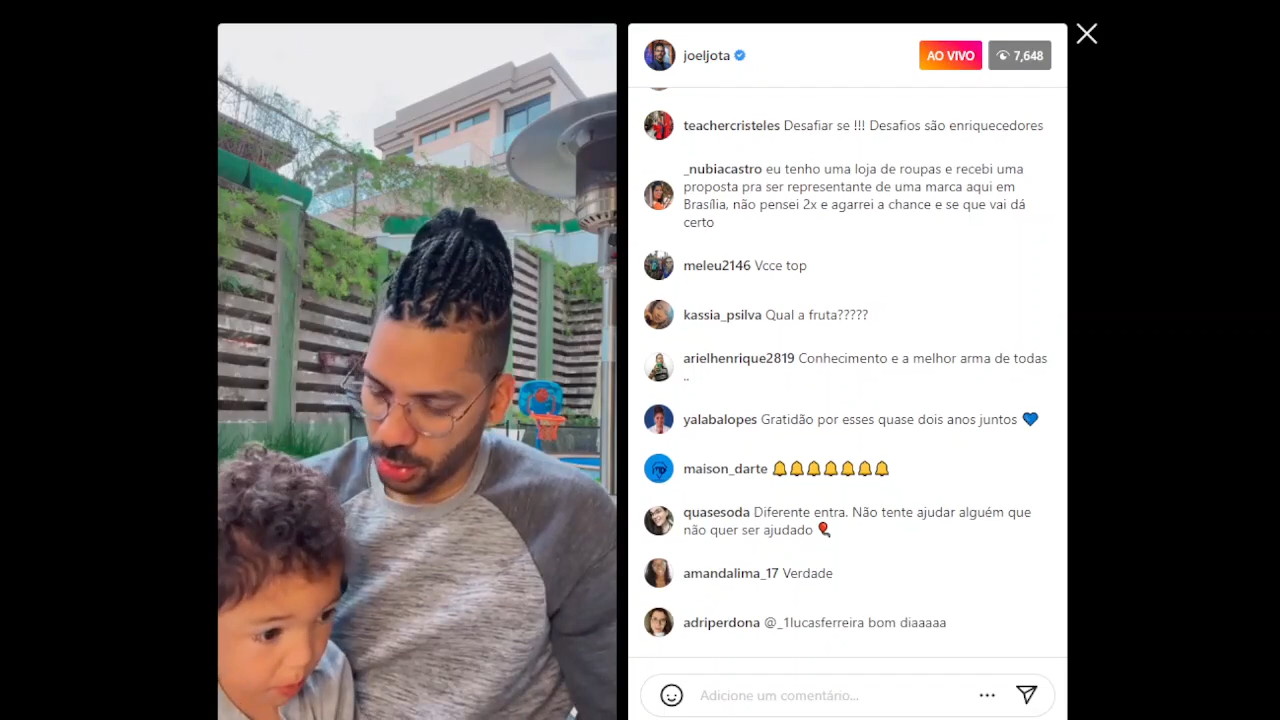 joeljota
AO VIVO
7,648
teachercristeles Desafiar se !!! Desafios são enriquecedores
_nubiacastro eu tenho uma loja de roupas e recebi uma
proposta pra ser representante de uma marca aqui em
Brasília, não pensei 2x e agarrei a chance e se que vai dá
certo
meleu2146 Vcce top
kassia_psilva Qual a fruta?????
arielhenrique2819 Conhecimento e a melhor arma de todas
..
yalabalopes Gratidão por esses quase dois anos juntos 💙
maison_darte 🔔🔔🔔🔔🔔🔔🔔
quasesoda Diferente entra. Não tente ajudar alguém que
não quer ser ajudado 🎈
amandalima_17 Verdade
adriperdona @_1lucasferreira bom diaaaaa
Adicione um comentário...